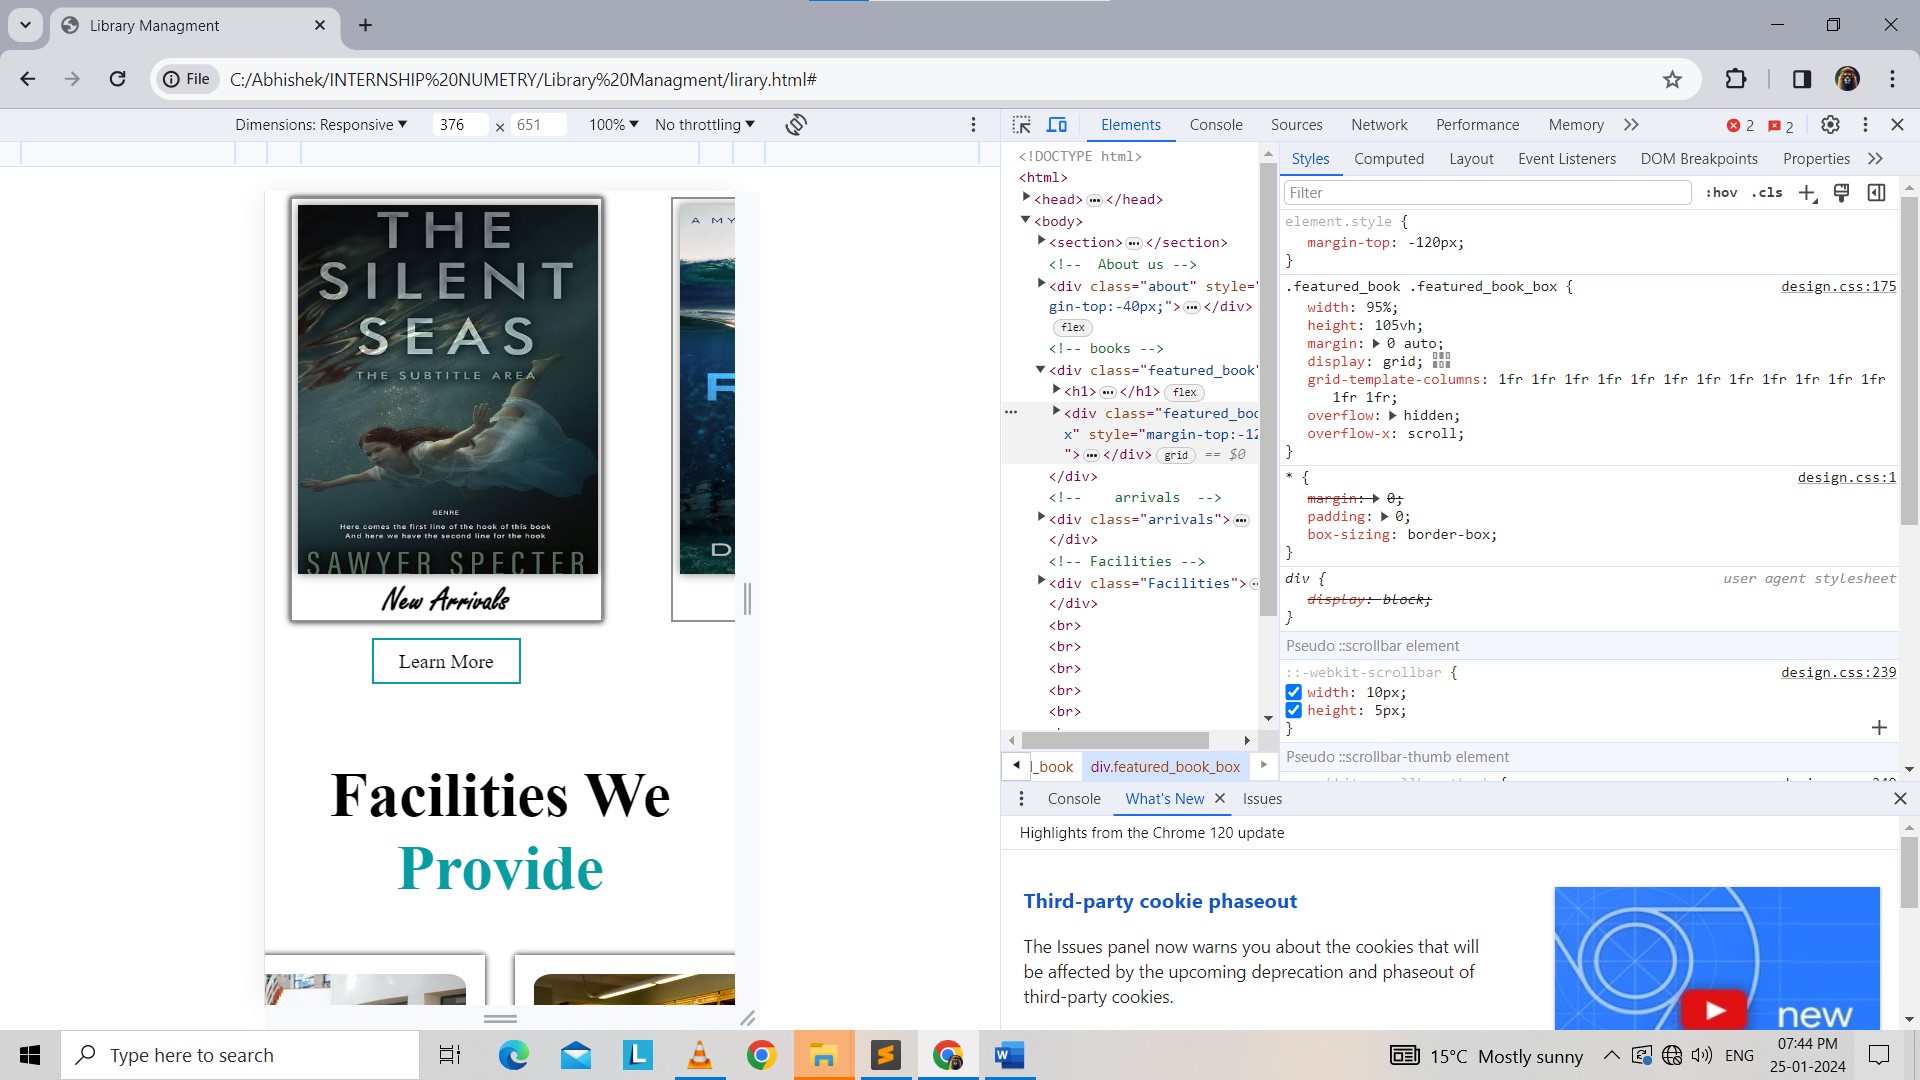 Library Managment
File
C:/Abhishek/INTERNSHIP%20NUMETRY/Library%20Managment/lirary.html#
Dimensions: Responsive
376
×
651
100%
No throttling
Elements
Console
Sources
Network
Performance
Memory
2
2
THE
SILENT
SEAS
THE SUBTITLE AREA
GENRE
Here comes the first line of the hook of this book
And here we have the second line for the hook
SAWYER SPECTER
New Arrivals
A MY
F
D
Learn More
Facilities We
Provide
<!DOCTYPE html>
<html>
<head> ••• </head>
<body>
<section> ••• </section>
<!--  About us -->
<div class="about" style="
gin-top:-40px;"> ••• </div>
flex
<!-- books -->
<div class="featured_book"
<h1> ••• </h1> flex
••• <div class="featured_boo
x" style="margin-top:-12
"> ••• </div> grid == $0
</div>
<!--    arrivals  -->
<div class="arrivals"> •••
</div>
<!-- Facilities -->
<div class="Facilities">
</div>
<br>
<br>
<br>
<br>
<br>
l_book
div.featured_book_box
Styles
Computed
Layout
Event Listeners
DOM Breakpoints
Properties
Filter
:hov
.cls
element.style {
margin-top: -120px;
}
.featured_book .featured_book_box {
design.css:175
width: 95%;
height: 105vh;
margin: 0 auto;
display: grid;
grid-template-columns: 1fr 1fr 1fr 1fr 1fr 1fr 1fr 1fr 1fr 1fr 1fr 1fr
1fr 1fr;
overflow: hidden;
overflow-x: scroll;
}
* {
design.css:1
margin: 0;
padding: 0;
box-sizing: border-box;
}
div {
user agent stylesheet
display: block;
}
Pseudo ::scrollbar element
::-webkit-scrollbar {
design.css:239
width: 10px;
height: 5px;
}
Pseudo ::scrollbar-thumb element
Console
What's New
Issues
Highlights from the Chrome 120 update
Third-party cookie phaseout
The Issues panel now warns you about the cookies that will
be affected by the upcoming deprecation and phaseout of
third-party cookies.
new
Type here to search
15°C Mostly sunny
ENG
07:44 PM
25-01-2024